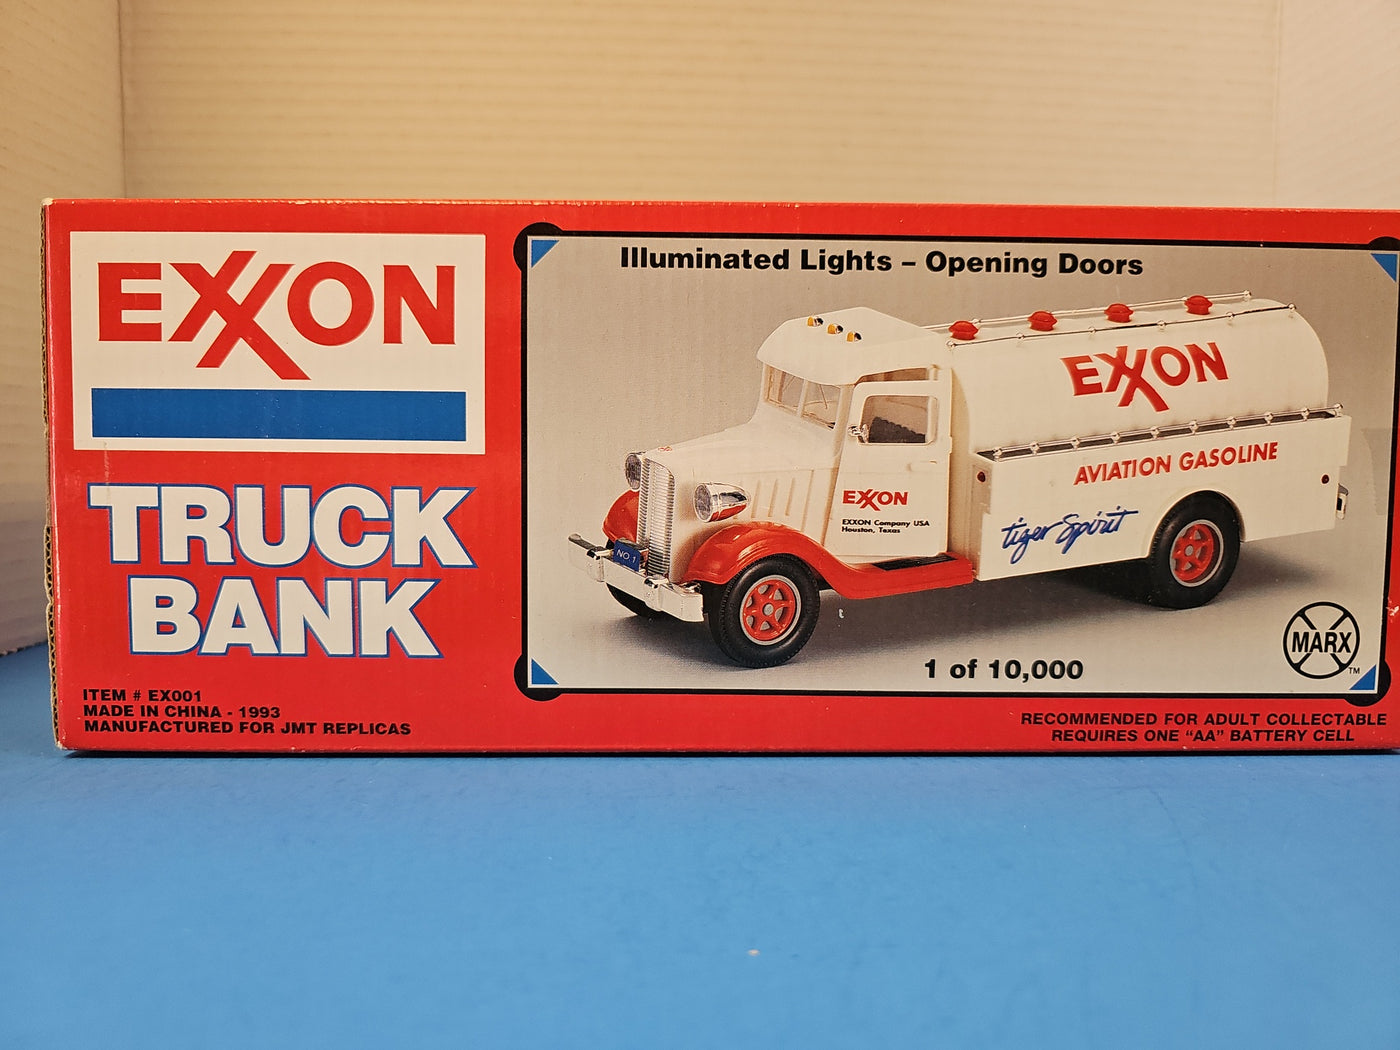 EXXON
TRUCK
BANK
ITEM # EX001
MADE IN CHINA - 1993
MANUFACTURED FOR JMT REPLICAS
Illuminated Lights – Opening Doors
EXXON
AVIATION GASOLINE
tiger Spirit
EXXON
EXXON Company USA
Houston, Texas
NO 1
1 of 10,000
MARX
TM
RECOMMENDED FOR ADULT COLLECTABLE
REQUIRES ONE “AA” BATTERY CELL